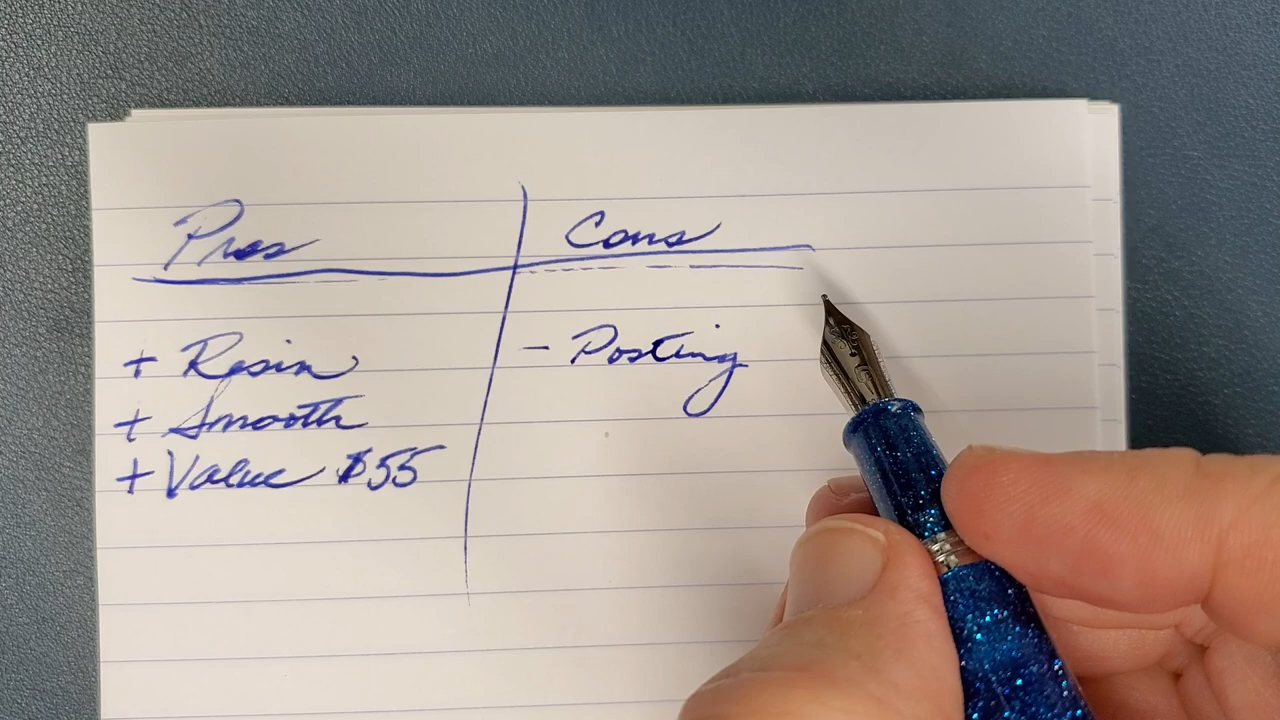 Pros
Cons
+ Resin
- Posting
+ Smooth
+ Value $55